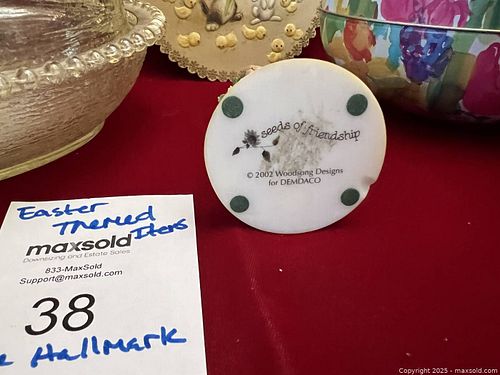 seeds of friendship
© 2002 Woodsong Designs
for DEMDACO
Easter
Themed
Items
maxsold
Downsizing and Estate Sales
833-MaxSold
Support@maxsold.com
38
Hallmark
Copyright 2025 - maxsold.com